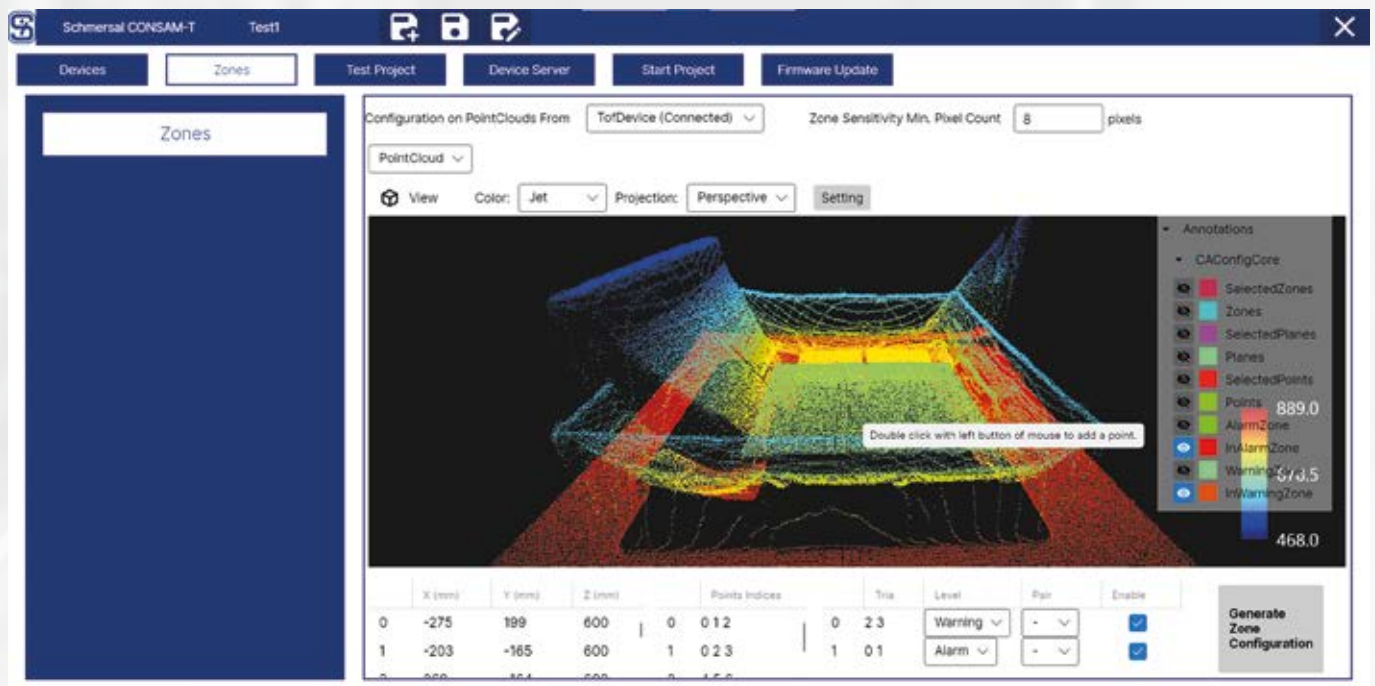 S Schmersal CONSAM-T Test1
Devices Zones Test Project Device Server Start Project Firmware Update
Zones
Configuration on PointClouds From TofDevice (Connected) Zone Sensitivity Min. Pixel Count 8 pixels
PointCloud
View Color: Jet Projection: Perspective Setting
Annotations
CAConfigCore
SelectedZones
Zones
SelectedPlanes
Planes
SelectedPoints
Points 889.0
AlarmZone
Double click with left button of mouse to add a point.
InAlarmZone
InWarningZone
468.0
X (mm) Y (mm) Z (mm) Points Indices Tria Level Pair Enable
0 -275 199 600 0 0 1 2 0 2 3 Warning -
1 -203 -165 600 1 0 2 3 1 0 1 Alarm -
Generate
Zone
Configuration